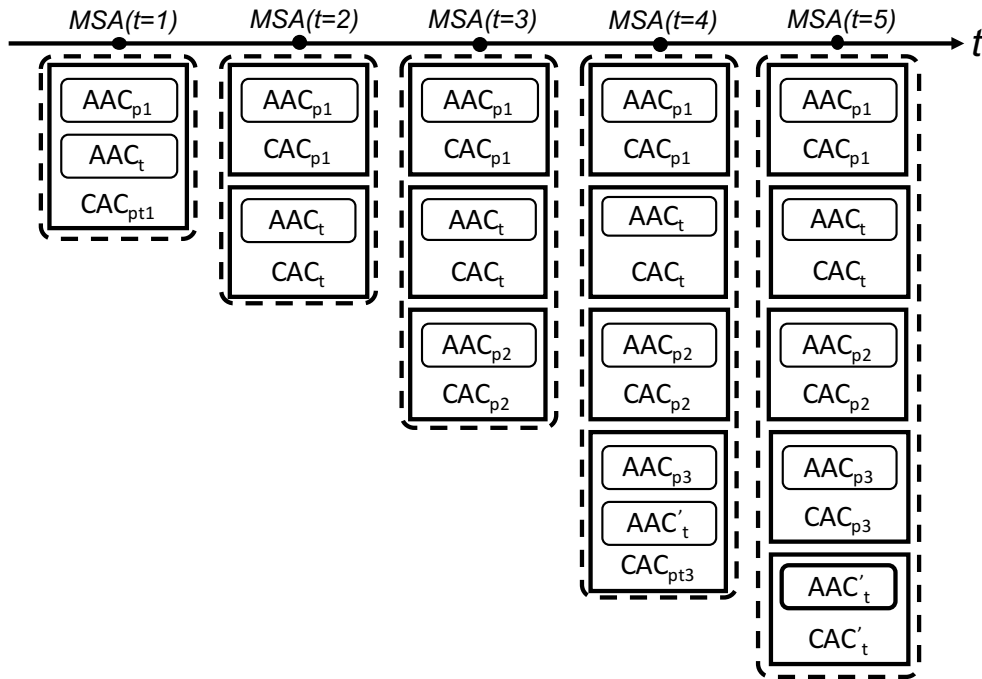 MSA(t=1) MSA(t=2) MSA(t=3) MSA(t=4) MSA(t=5)
t
AACp1
AACt
CACpt1
AACp1
CACp1
AACt
CACt
AACp1
CACp1
AACt
CACt
AACp2
CACp2
AACp1
CACp1
AACt
CACt
AACp2
CACp2
AACp3
AAC't
CACpt3
AACp1
CACp1
AACt
CACt
AACp2
CACp2
AACp3
CACp3
AAC't
CAC't